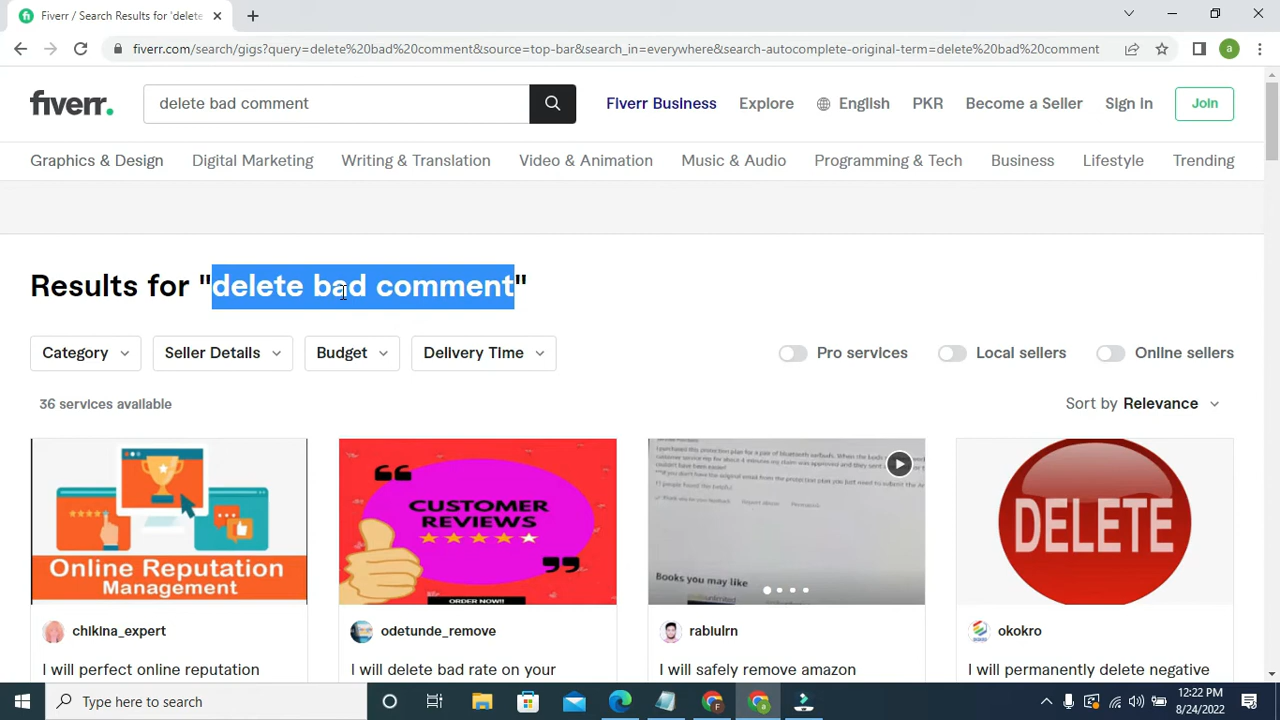 Fiverr / Search Results for 'delete
fiverr.com/search/gigs?query=delete%20bad%20comment&source=top-bar&search_in=everywhere&search-autocomplete-original-term=delete%20bad%20comment
a
fiverr.
delete bad comment
Fiverr Business
Explore
English
PKR
Become a Seller
Sign In
Join
Graphics & Design
Digital Marketing
Writing & Translation
Video & Animation
Music & Audio
Programming & Tech
Business
Lifestyle
Trending
Results for "delete bad comment"
Category
Seller Details
Budget
Delivery Time
Pro services
Local sellers
Online sellers
36 services available
Sort by Relevance
Online Reputation
Management
CUSTOMER
REVIEWS
ORDER NOW!!
Books you may like
DELETE
chikina_expert
odetunde_remove
rabiulrn
okokro
I will perfect online reputation
I will delete bad rate on your
I will safely remove amazon
I will permanently delete negative
Type here to search
12:22 PM
8/24/2022